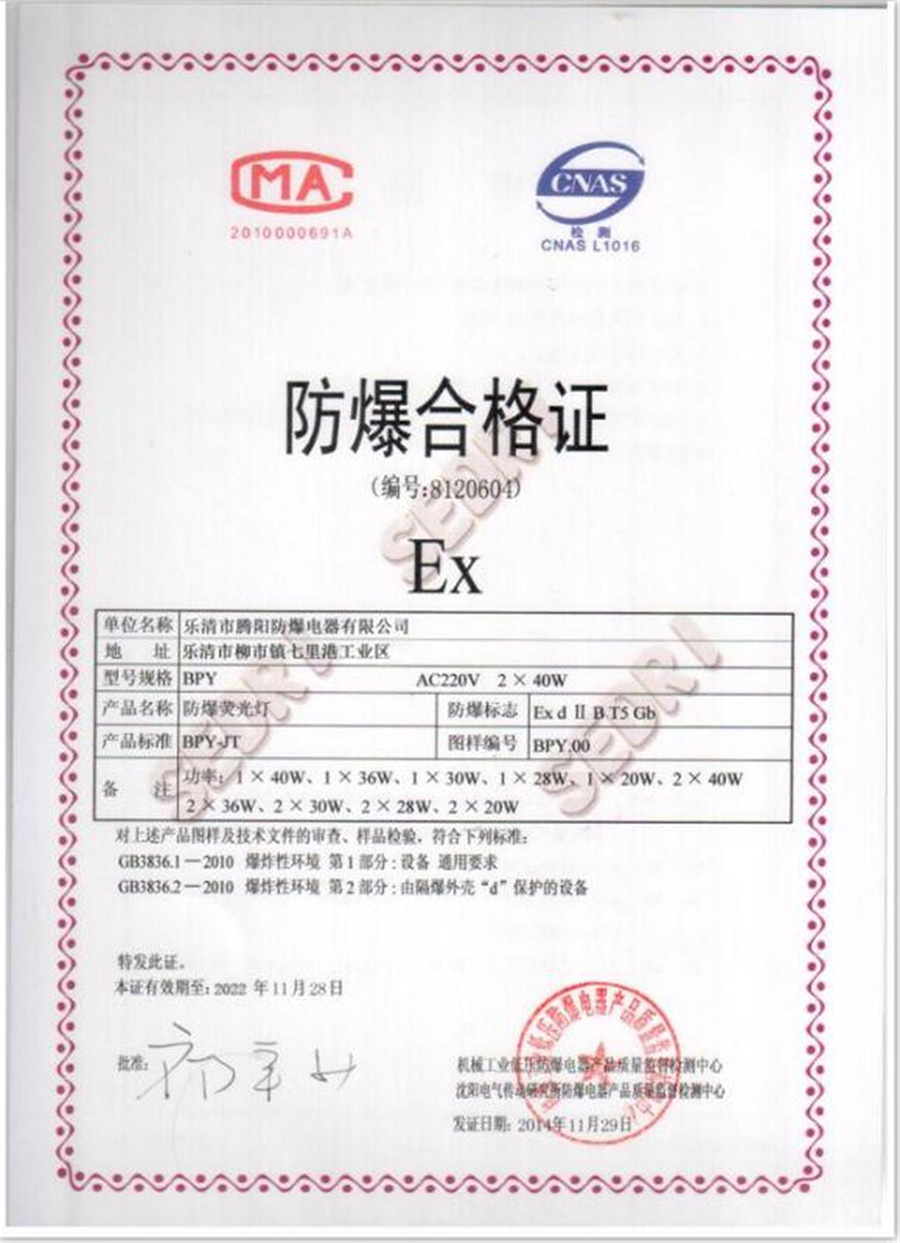 CMA
2010000691A
CNAS
检 测
CNAS L1016
防爆合格证
(编号:8120604)
Ex
单位名称 乐清市腾阳防爆电器有限公司
地 址 乐清市柳市镇七里港工业区
型号规格 BPY AC220V 2×40W
产品名称 防爆荧光灯 防爆标志 Ex d Ⅱ B T5 Gb
产品标准 BPY-JT 图样编号 BPY.00
备 注 功率:1×40W、1×36W、1×30W、1×28W、1×20W、2×40W
2×36W、2×30W、2×28W、2×20W
对上述产品图样及技术文件的审查、样品检验,符合下列标准:
GB3836.1—2010 爆炸性环境 第1部分:设备 通用要求
GB3836.2—2010 爆炸性环境 第2部分:由隔爆外壳“d”保护的设备
特发此证。
本证有效期至:2022 年11月28日
批准:
机械工业低压防爆电器产品质量监督检测中心
沈阳电气传动研究所防爆电器产品质量监督检测中心
发证日期: 2014年11月29日
SEDRI
SEDRI
SEDRI